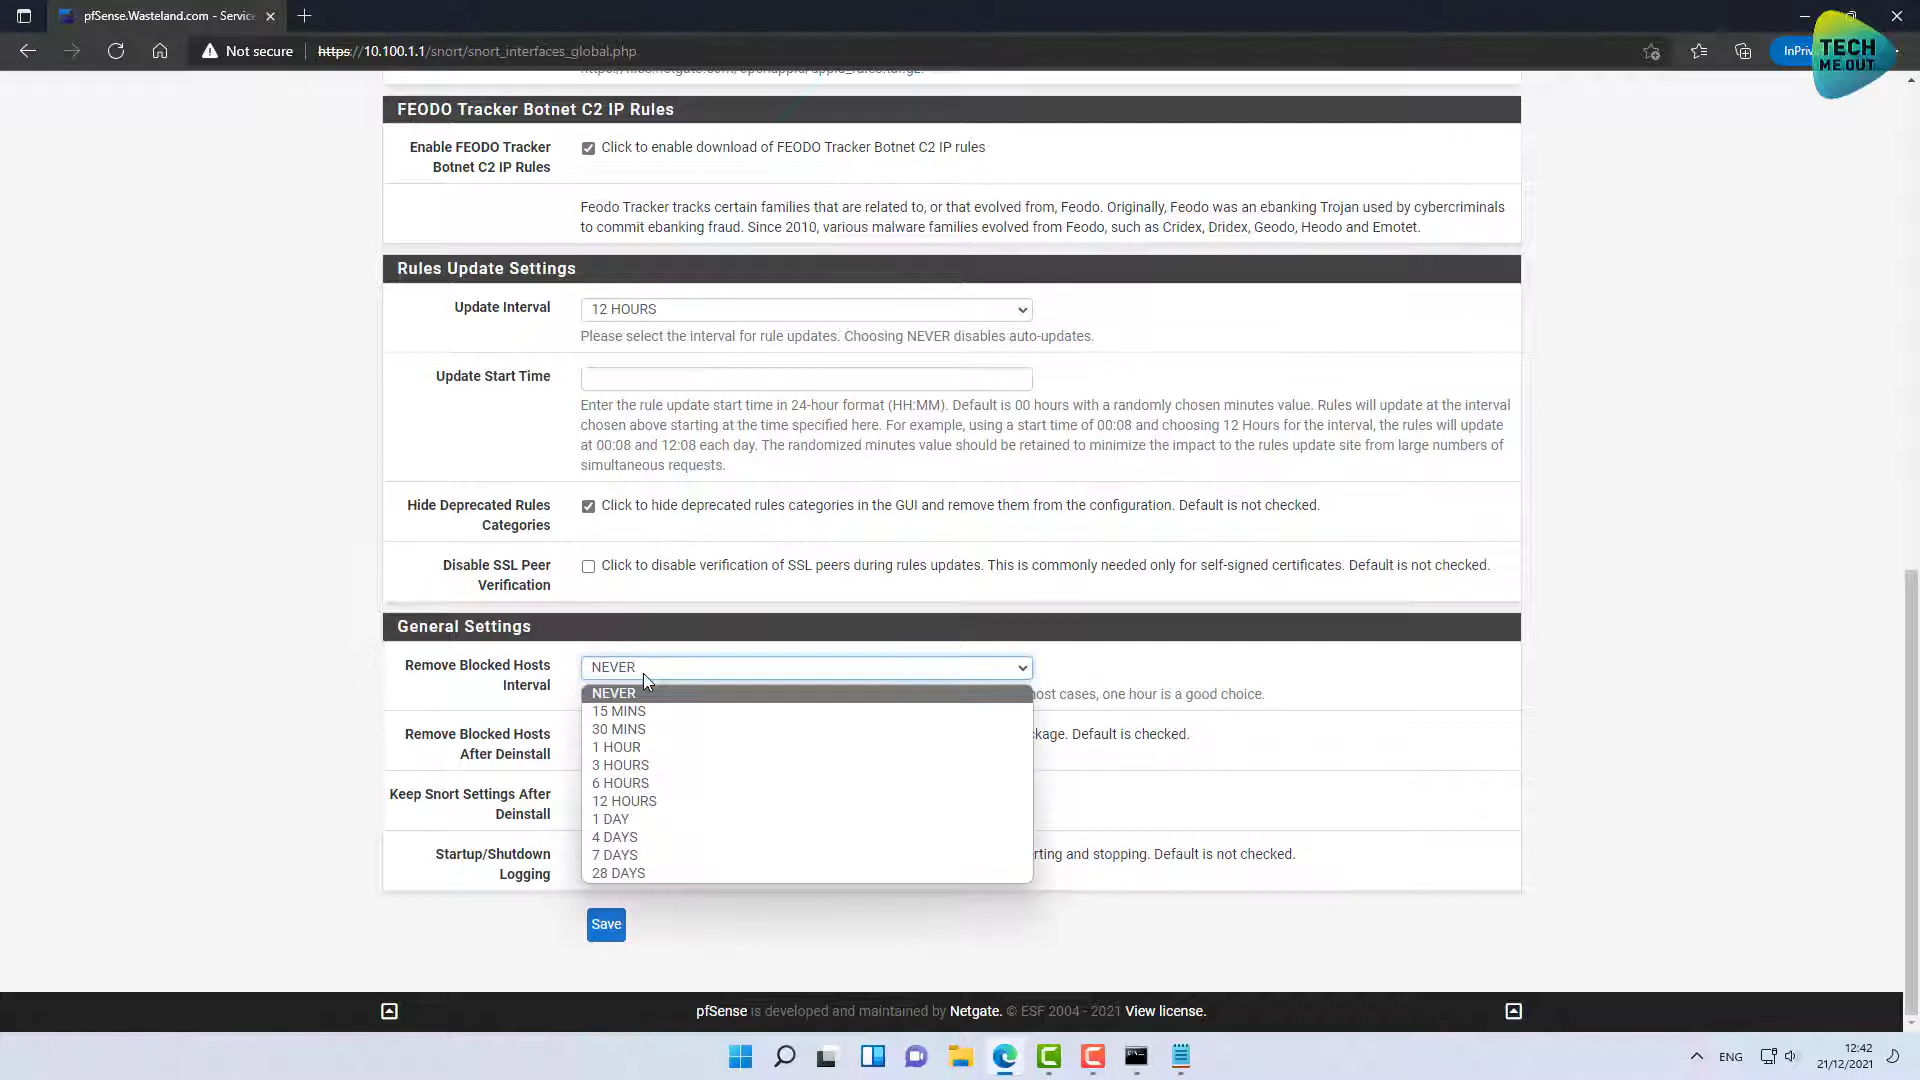 pfSense.Wasteland.com - Servic
Not secure
https://10.100.1.1/snort/snort_interfaces_global.php
InPriv
TECH
ME OUT
FEODO Tracker Botnet C2 IP Rules
Enable FEODO Tracker
Botnet C2 IP Rules
Click to enable download of FEODO Tracker Botnet C2 IP rules
Feodo Tracker tracks certain families that are related to, or that evolved from, Feodo. Originally, Feodo was an ebanking Trojan used by cybercriminals
to commit ebanking fraud. Since 2010, various malware families evolved from Feodo, such as Cridex, Dridex, Geodo, Heodo and Emotet.
Rules Update Settings
Update Interval
12 HOURS
Please select the interval for rule updates. Choosing NEVER disables auto-updates.
Update Start Time
Enter the rule update start time in 24-hour format (HH:MM). Default is 00 hours with a randomly chosen minutes value. Rules will update at the interval
chosen above starting at the time specified here. For example, using a start time of 00:08 and choosing 12 Hours for the interval, the rules will update
at 00:08 and 12:08 each day. The randomized minutes value should be retained to minimize the impact to the rules update site from large numbers of
simultaneous requests.
Hide Deprecated Rules
Categories
Click to hide deprecated rules categories in the GUI and remove them from the configuration. Default is not checked.
Disable SSL Peer
Verification
Click to disable verification of SSL peers during rules updates. This is commonly needed only for self-signed certificates. Default is not checked.
General Settings
Remove Blocked Hosts
Interval
NEVER
NEVER
15 MINS
30 MINS
1 HOUR
3 HOURS
6 HOURS
12 HOURS
1 DAY
4 DAYS
7 DAYS
28 DAYS
ost cases, one hour is a good choice.
Remove Blocked Hosts
After Deinstall
ckage. Default is checked.
Keep Snort Settings After
Deinstall
Startup/Shutdown
Logging
rting and stopping. Default is not checked.
Save
pfSense is developed and maintained by Netgate. © ESF 2004 - 2021 View license.
ENG
12:42
21/12/2021